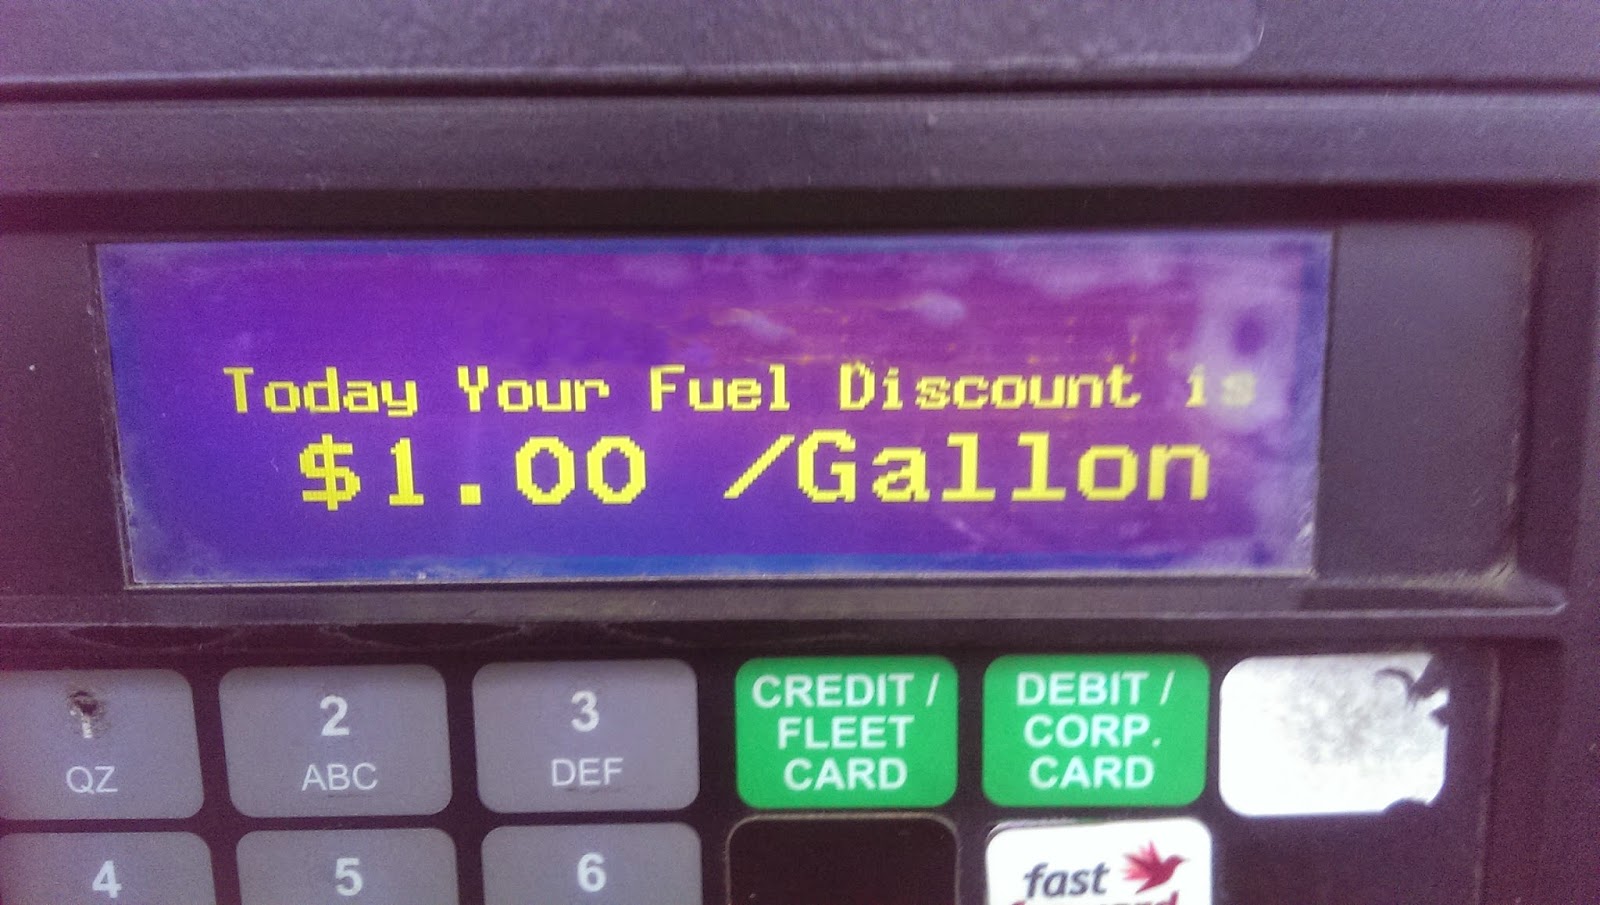 Today Your Fuel Discount is
$1.00 /Gallon
QZ
2
ABC
3
DEF
CREDIT /
FLEET
CARD
DEBIT /
CORP.
CARD
4
5
6
fast